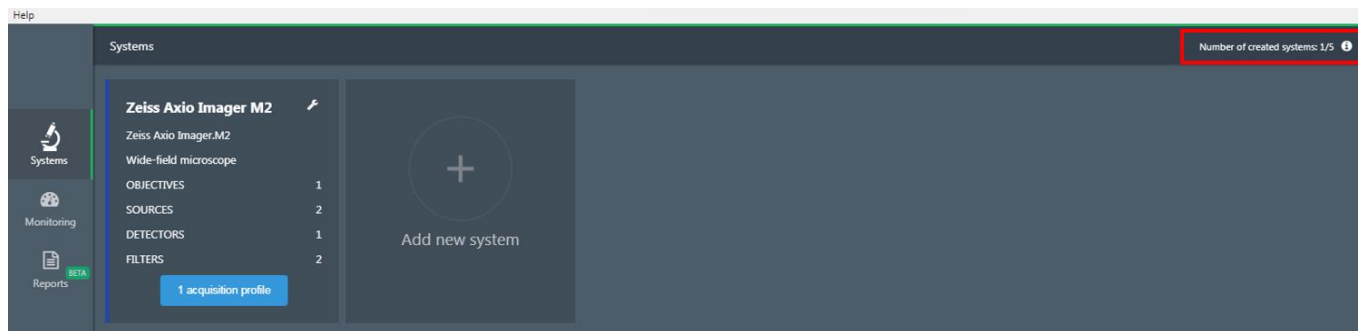 Help
Systems
Number of created systems: 1/5
Zeiss Axio Imager M2
Zeiss Axio Imager.M2
Wide-field microscope
OBJECTIVES 1
SOURCES 2
DETECTORS 1
FILTERS 2
1 acquisition profile
Add new system
Systems
Monitoring
BETA
Reports